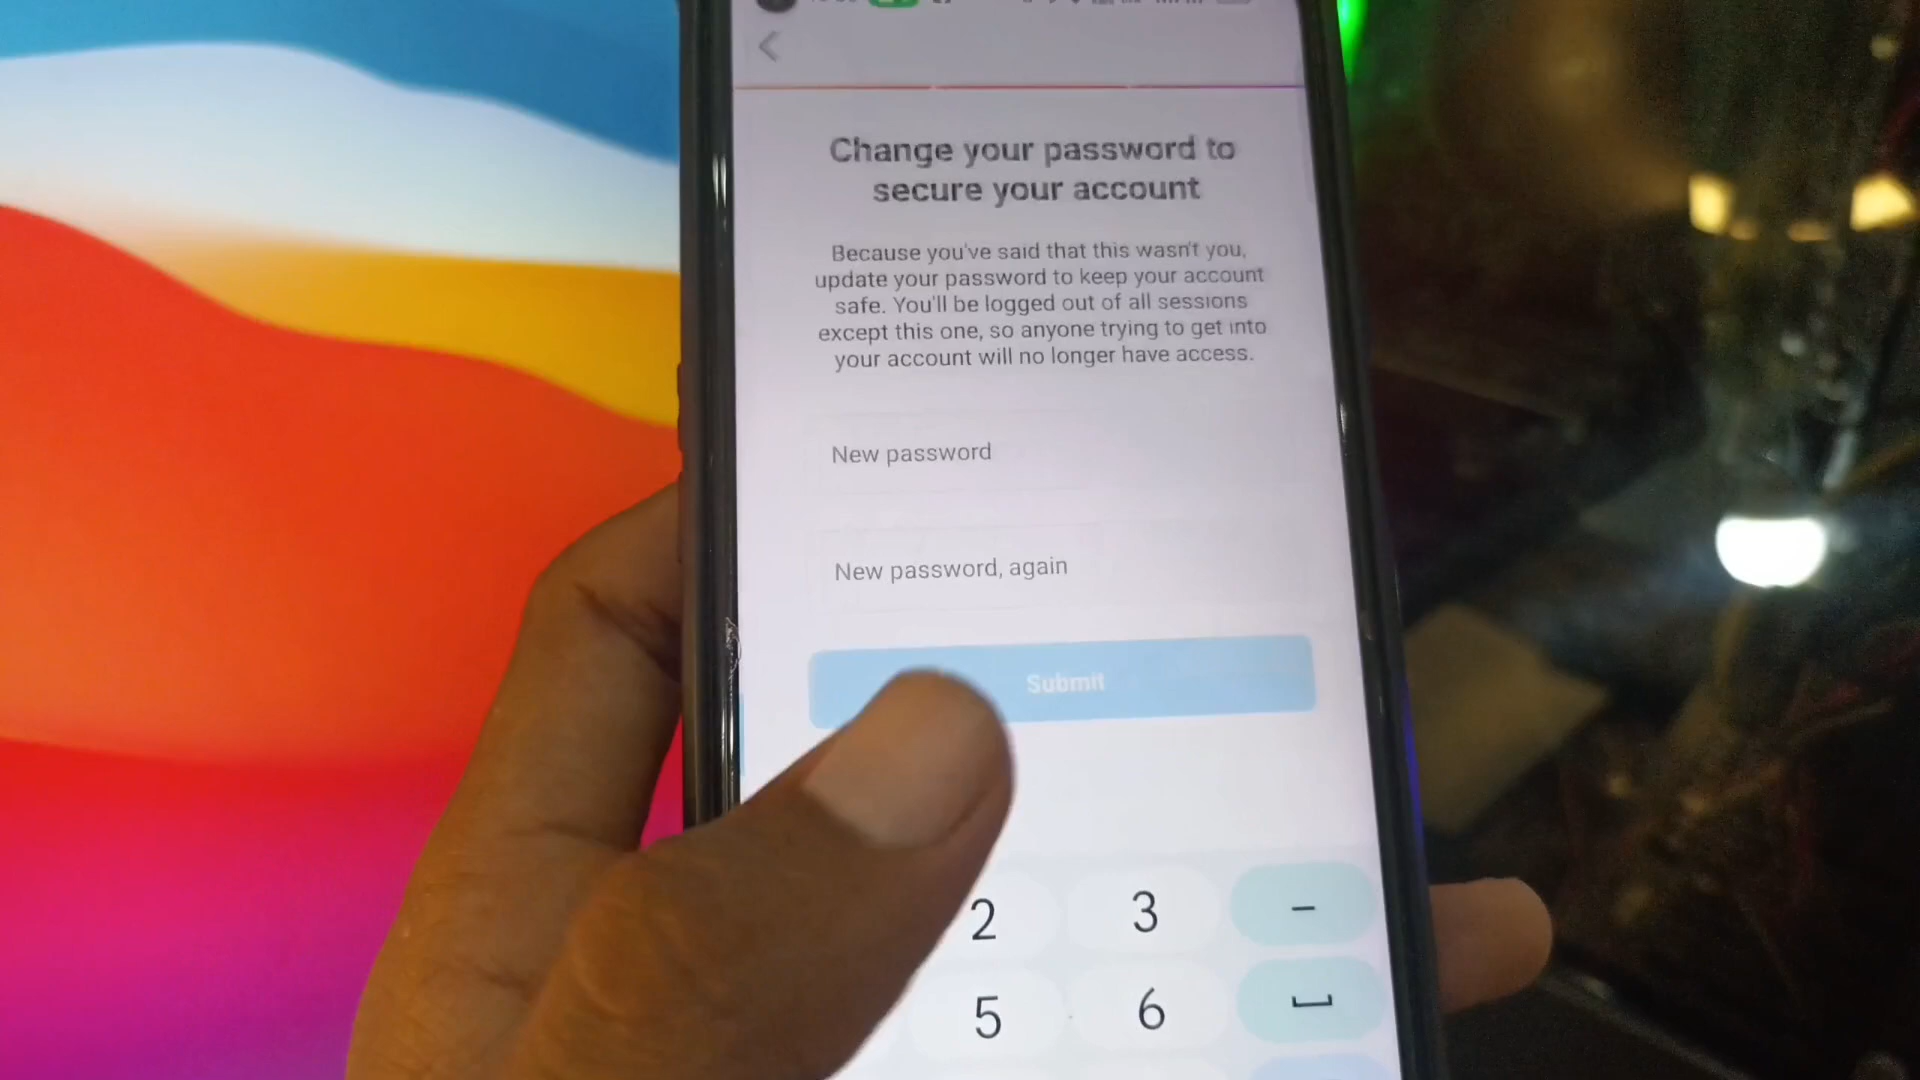 Change your password to
secure your account
Because you've said that this wasn't you,
update your password to keep your account
safe. You'll be logged out of all sessions
except this one, so anyone trying to get into
your account will no longer have access.
New password
New password, again
Submit
2 3 -
5 6